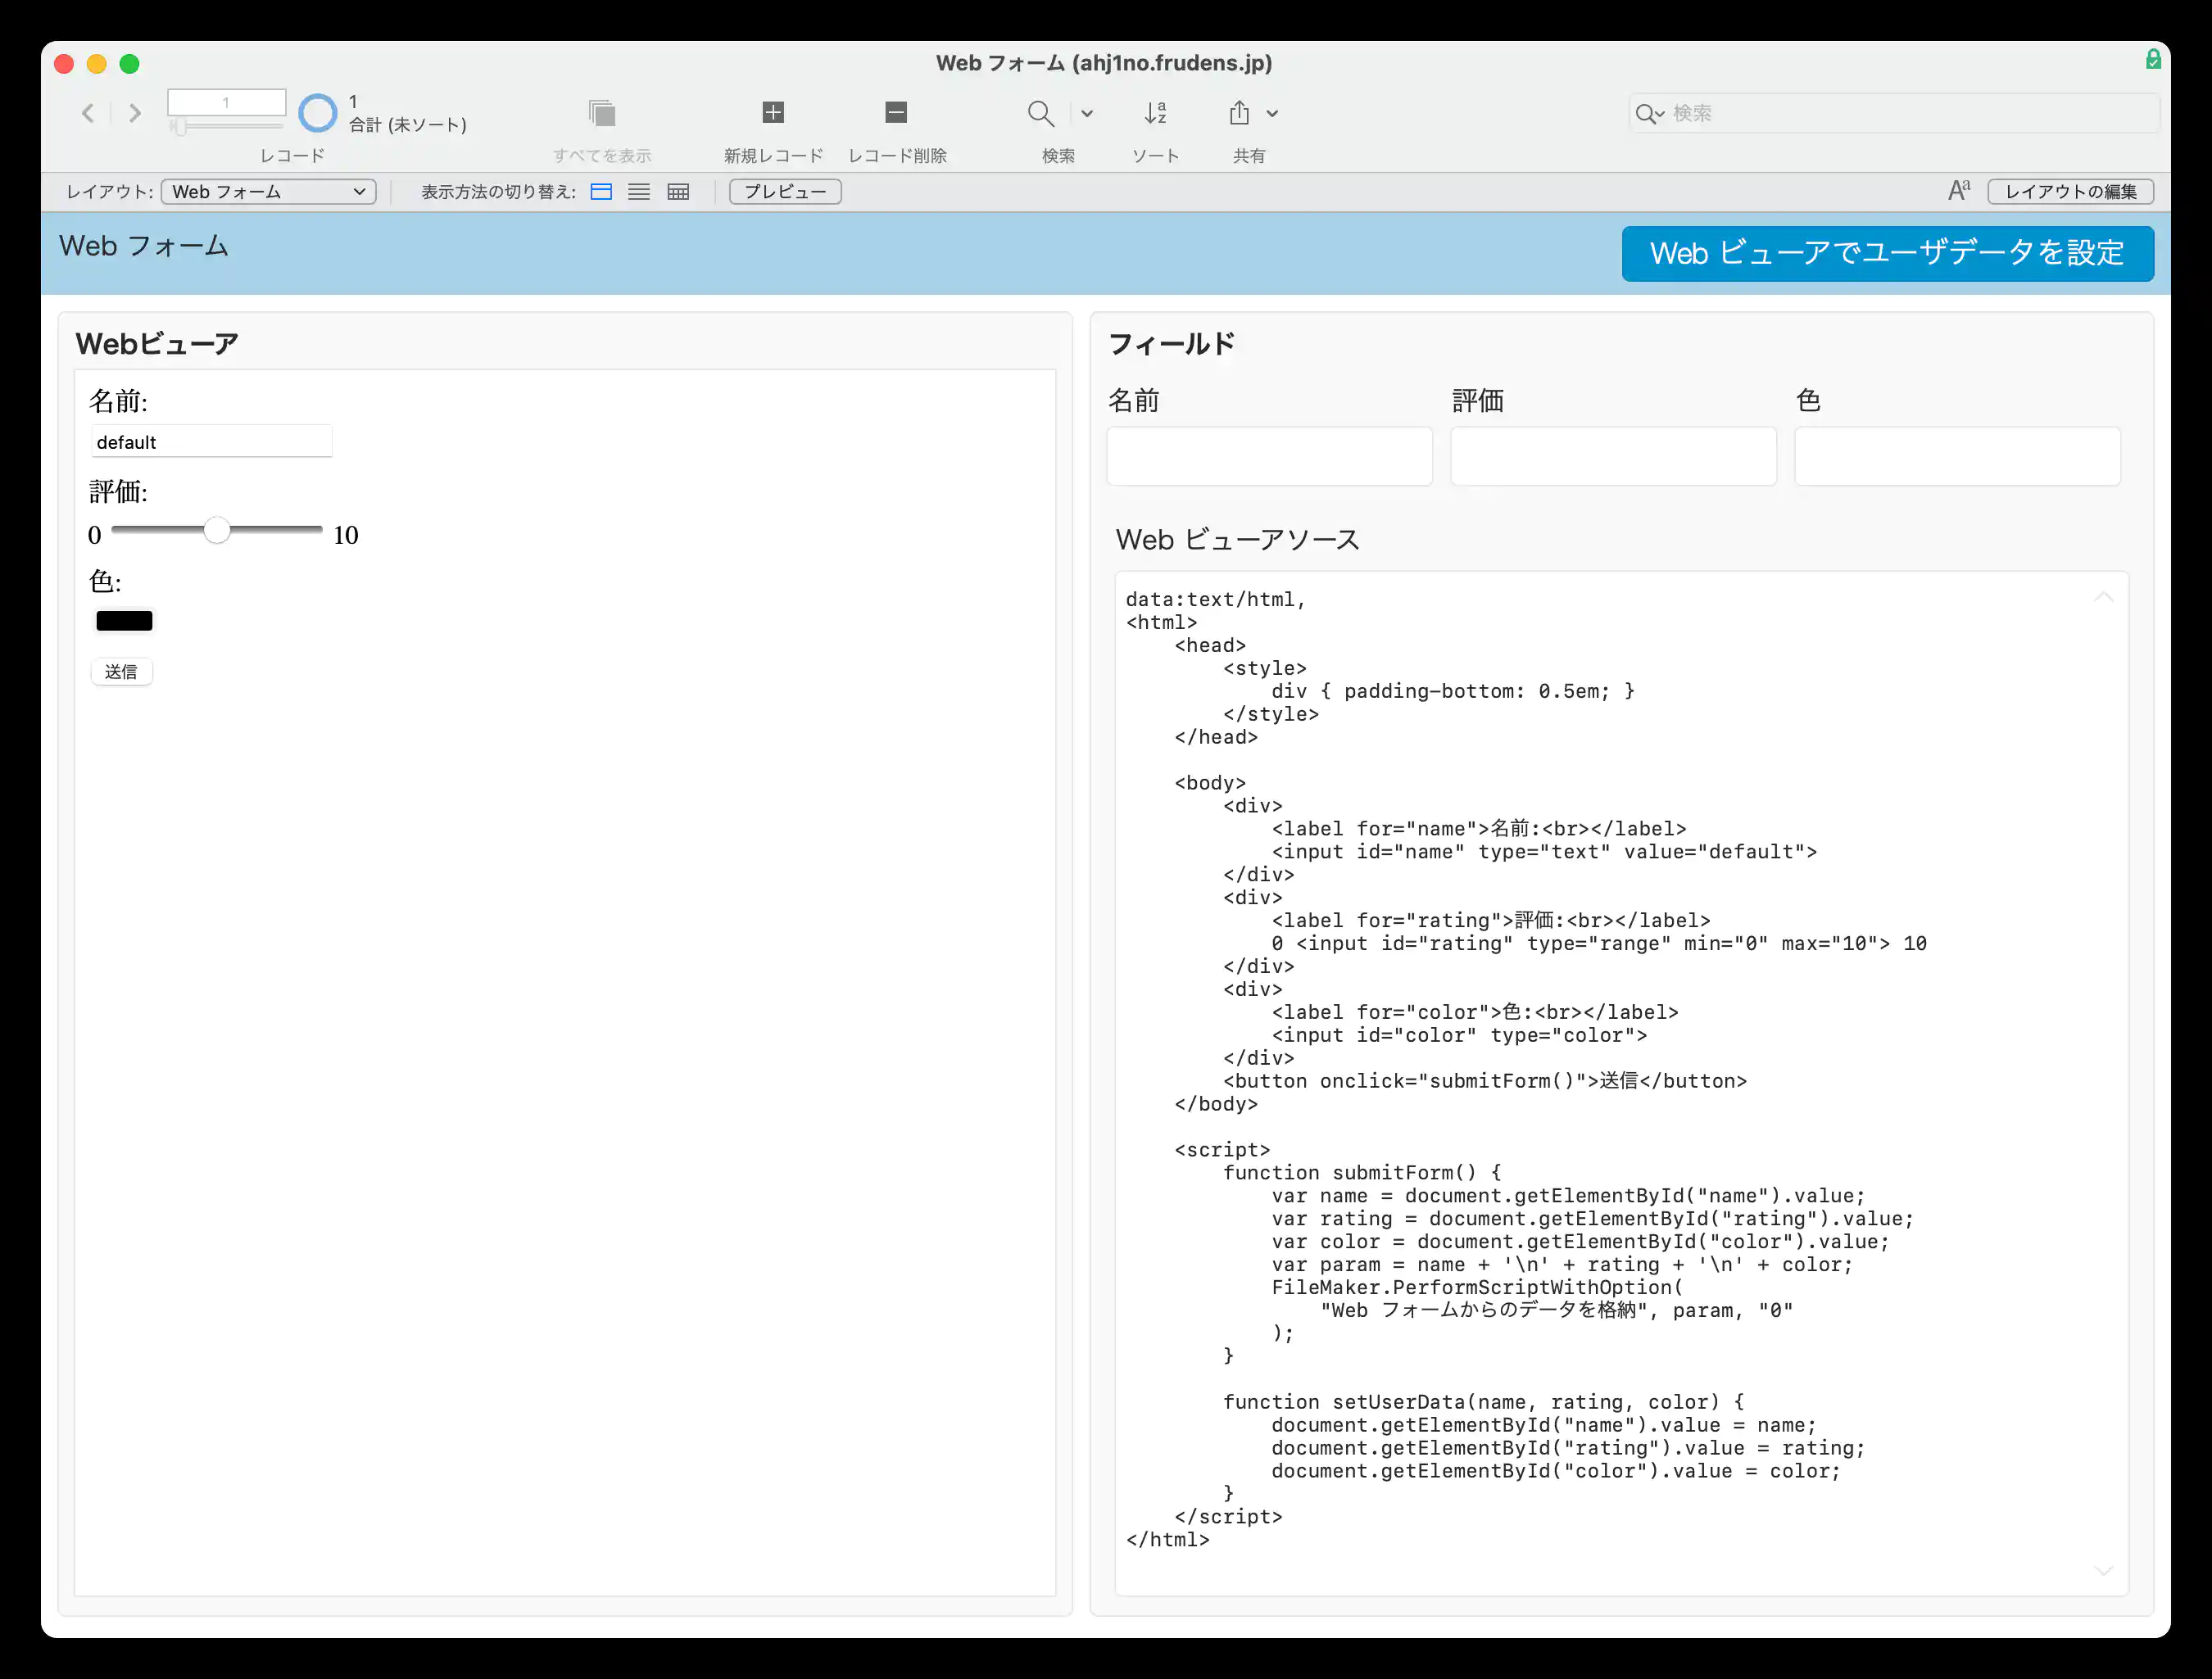 Web フォーム (ahj1no.frudens.jp)
1
1
合計 (未ソート)
検索
レコード
すべてを表示
新規レコード
レコード削除
検索
ソート
共有
レイアウト:
Web フォーム
表示方法の切り替え:
プレビュー
Aa
レイアウトの編集
Web フォーム
Web ビューアでユーザデータを設定
Webビューア
名前:
default
評価:
0
10
色:
送信
フィールド
名前
評価
色
Web ビューアソース
data:text/html,
<html>
    <head>
        <style>
            div { padding-bottom: 0.5em; }
        </style>
    </head>

    <body>
        <div>
            <label for="name">名前:<br></label>
            <input id="name" type="text" value="default">
        </div>
        <div>
            <label for="rating">評価:<br></label>
            0 <input id="rating" type="range" min="0" max="10"> 10
        </div>
        <div>
            <label for="color">色:<br></label>
            <input id="color" type="color">
        </div>
        <button onclick="submitForm()">送信</button>
    </body>

    <script>
        function submitForm() {
            var name = document.getElementById("name").value;
            var rating = document.getElementById("rating").value;
            var color = document.getElementById("color").value;
            var param = name + '\n' + rating + '\n' + color;
            FileMaker.PerformScriptWithOption(
                "Web フォームからのデータを格納", param, "0"
            );
        }

        function setUserData(name, rating, color) {
            document.getElementById("name").value = name;
            document.getElementById("rating").value = rating;
            document.getElementById("color").value = color;
        }
    </script>
</html>